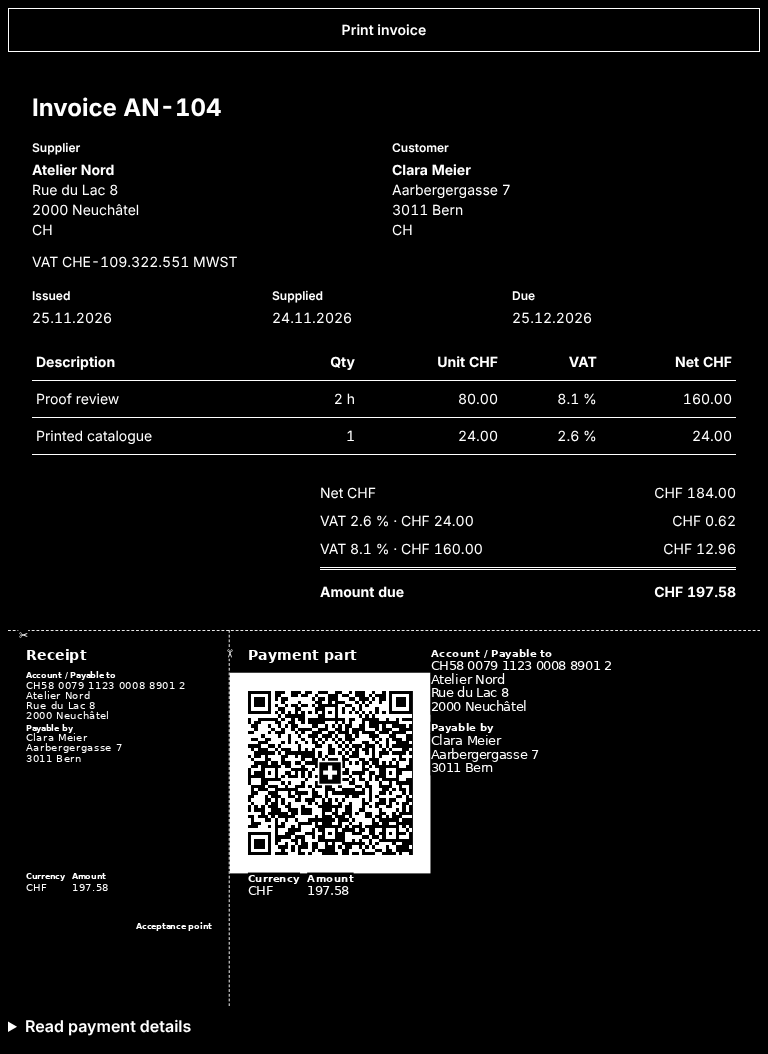 Print invoice
Invoice AN-104
Supplier
Atelier Nord
Rue du Lac 8
2000 Neuchâtel
CH
VAT CHE-109.322.551 MWST
Customer
Clara Meier
Aarbergergasse 7
3011 Bern
CH
Issued
25.11.2026
Supplied
24.11.2026
Due
25.12.2026
Description Qty Unit CHF VAT Net CHF
Proof review 2 h 80.00 8.1 % 160.00
Printed catalogue 1 24.00 2.6 % 24.00
Net CHF CHF 184.00
VAT 2.6 % · CHF 24.00 CHF 0.62
VAT 8.1 % · CHF 160.00 CHF 12.96
Amount due CHF 197.58
Receipt
Account / Payable to
CH58 0079 1123 0008 8901 2
Atelier Nord
Rue du Lac 8
2000 Neuchâtel
Payable by
Clara Meier
Aarbergergasse 7
3011 Bern
Currency Amount
CHF 197.58
Acceptance point
Payment part
Currency Amount
CHF 197.58
Account / Payable to
CH58 0079 1123 0008 8901 2
Atelier Nord
Rue du Lac 8
2000 Neuchâtel
Payable by
Clara Meier
Aarbergergasse 7
3011 Bern
Read payment details